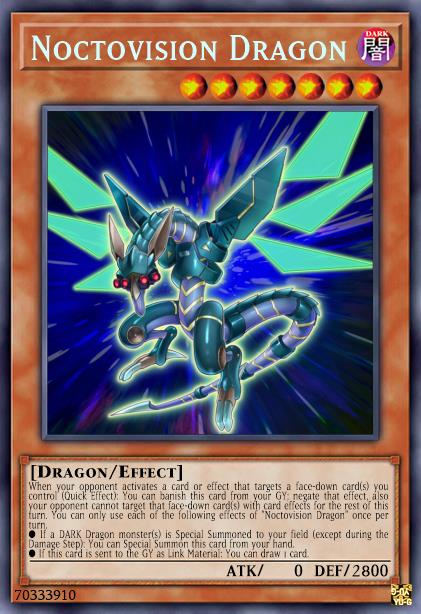 Noctovision Dragon
DARK
闇
[Dragon/Effect]
When your opponent activates a card or effect that targets a face-down card(s) you
control (Quick Effect): You can banish this card from your GY; negate that effect, also
your opponent cannot target that face-down card(s) with card effects for the rest of this
turn. You can only use each of the following effects of "Noctovision Dragon" once per
turn.
● If a DARK Dragon monster(s) is Special Summoned to your field (except during the
Damage Step): You can Special Summon this card from your hand.
● If this card is sent to the GY as Link Material: You can draw 1 card.
ATK/ 0 DEF/2800
70333910